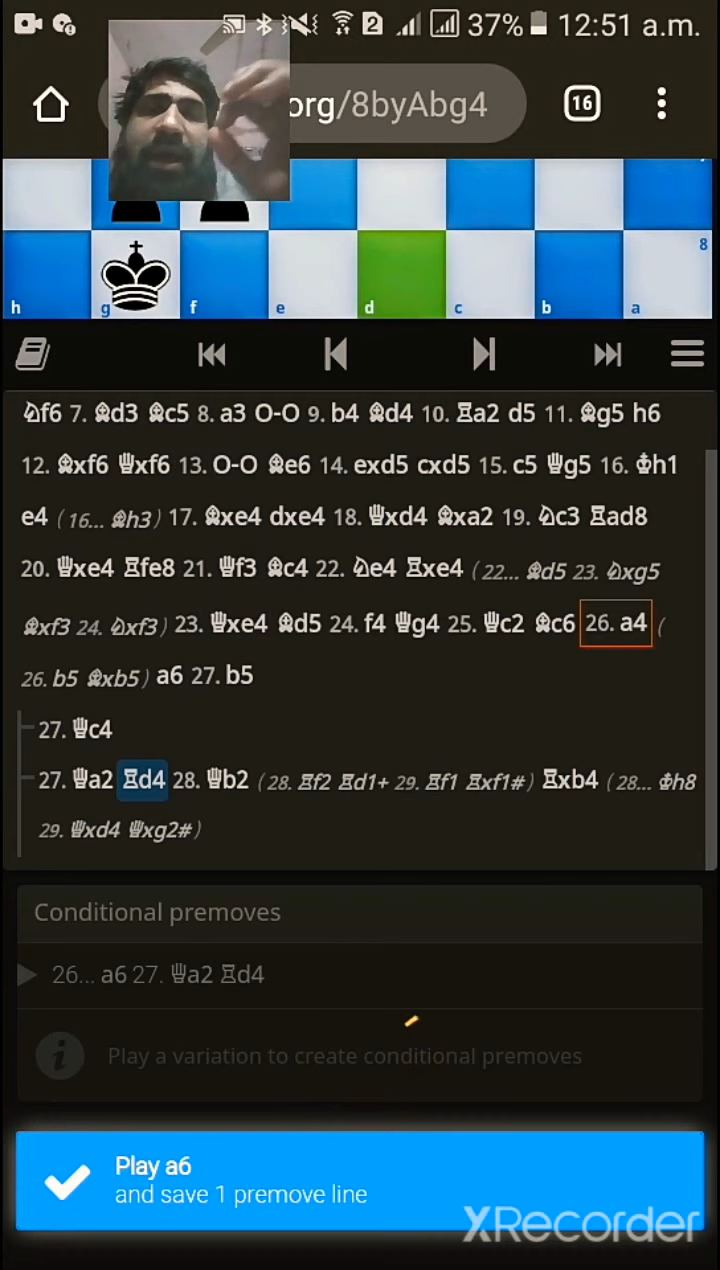 2 37% 12:51 a.m.
org/8byAbg4 16
8
h g f e d c b a
♘f6 7. ♗d3 ♗c5 8. a3 O-O 9. b4 ♗d4 10. ♖a2 d5 11. ♗g5 h6
12. ♗xf6 ♕xf6 13. O-O ♗e6 14. exd5 cxd5 15. c5 ♕g5 16. ♔h1
e4 (16... ♗h3) 17. ♗xe4 dxe4 18. ♕xd4 ♗xa2 19. ♘c3 ♖ad8
20. ♕xe4 ♖fe8 21. ♕f3 ♗c4 22. ♘e4 ♖xe4 (22... ♗d5 23. ♘xg5
♗xf3 24. ♘xf3) 23. ♕xe4 ♗d5 24. f4 ♕g4 25. ♕c2 ♗c6 26. a4 (
26. b5 ♗xb5) a6 27. b5
27. ♕c4
27. ♕a2 ♖d4 28. ♕b2 (28. ♖f2 ♖d1+ 29. ♖f1 ♖xf1#) ♖xb4 (28... ♔h8
29. ♕xd4 ♕xg2#)
Conditional premoves
26... a6 27. ♕a2 ♖d4
Play a variation to create conditional premoves
Play a6
and save 1 premove line
XRecorder